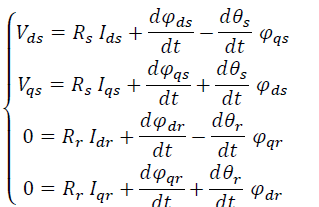 V_ds = R_s I_ds + dφ_ds/dt − dθ_s/dt φ_qs
V_qs = R_s I_qs + dφ_qs/dt + dθ_s/dt φ_ds
0 = R_r I_dr + dφ_dr/dt − dθ_r/dt φ_qr
0 = R_r I_qr + dφ_qr/dt + dθ_r/dt φ_dr